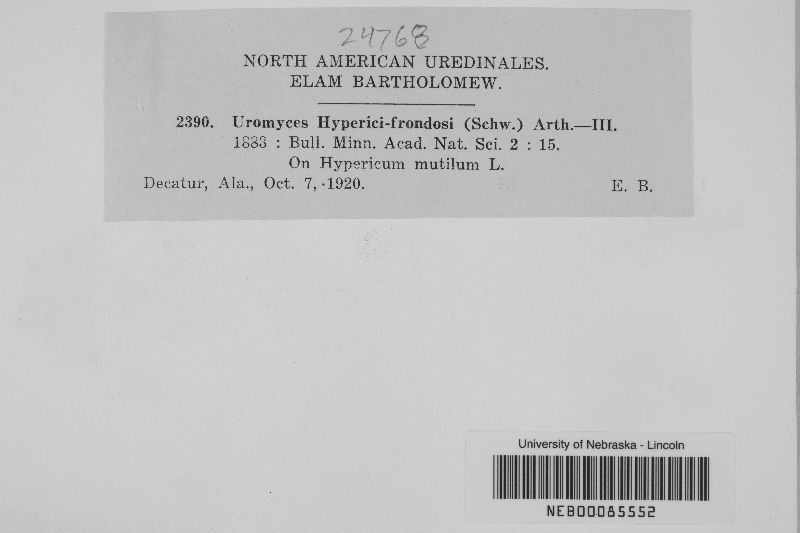 24768
NORTH AMERICAN UREDINALES.
ELAM BARTHOLOMEW.
2390. Uromyces Hyperici-frondosi (Schw.) Arth.—III.
1883 : Bull. Minn. Acad. Nat. Sci. 2 : 15.
On Hypericum mutilum L.
Decatur, Ala., Oct. 7, 1920. E. B.
University of Nebraska - Lincoln
NEB00085552